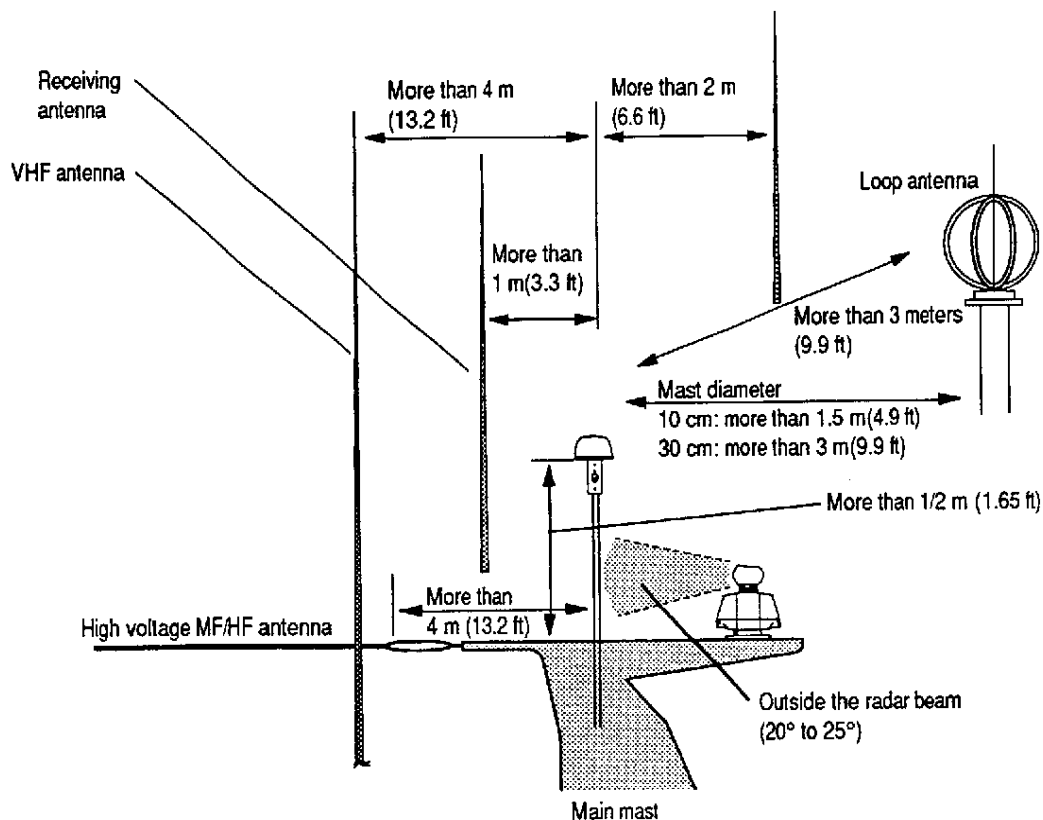 Receiving
antenna
More than 4 m
(13.2 ft)
More than 2 m
(6.6 ft)
VHF antenna
Loop antenna
More than
1 m(3.3 ft)
More than 3 meters
(9.9 ft)
Mast diameter
10 cm: more than 1.5 m(4.9 ft)
30 cm: more than 3 m(9.9 ft)
More than 1/2 m (1.65 ft)
More than
4 m (13.2 ft)
High voltage MF/HF antenna
Outside the radar beam
(20° to 25°)
Main mast